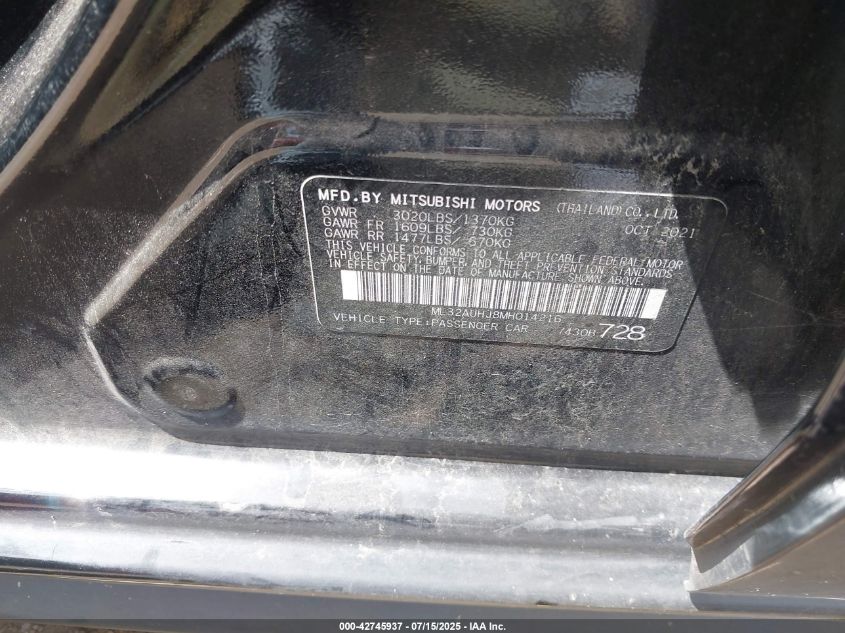 MFD.BY MITSUBISHI MOTORS (THAILAND)CO.,LTD.
GVWR 3020LBS/1370KG OCT 2021
GAWR FR 1609LBS/ 730KG
GAWR RR 1477LBS/ 670KG
THIS VEHICLE CONFORMS TO ALL APPLICABLE FEDERAL MOTOR
VEHICLE SAFETY, BUMPER, AND THEFT PREVENTION STANDARDS
IN EFFECT ON THE DATE OF MANUFACTURE SHOWN ABOVE.
ML32AUHJ8MH014216
VEHICLE TYPE:PASSENGER CAR 7430B 728
000-42745937 - 07/15/2025 - IAA Inc.